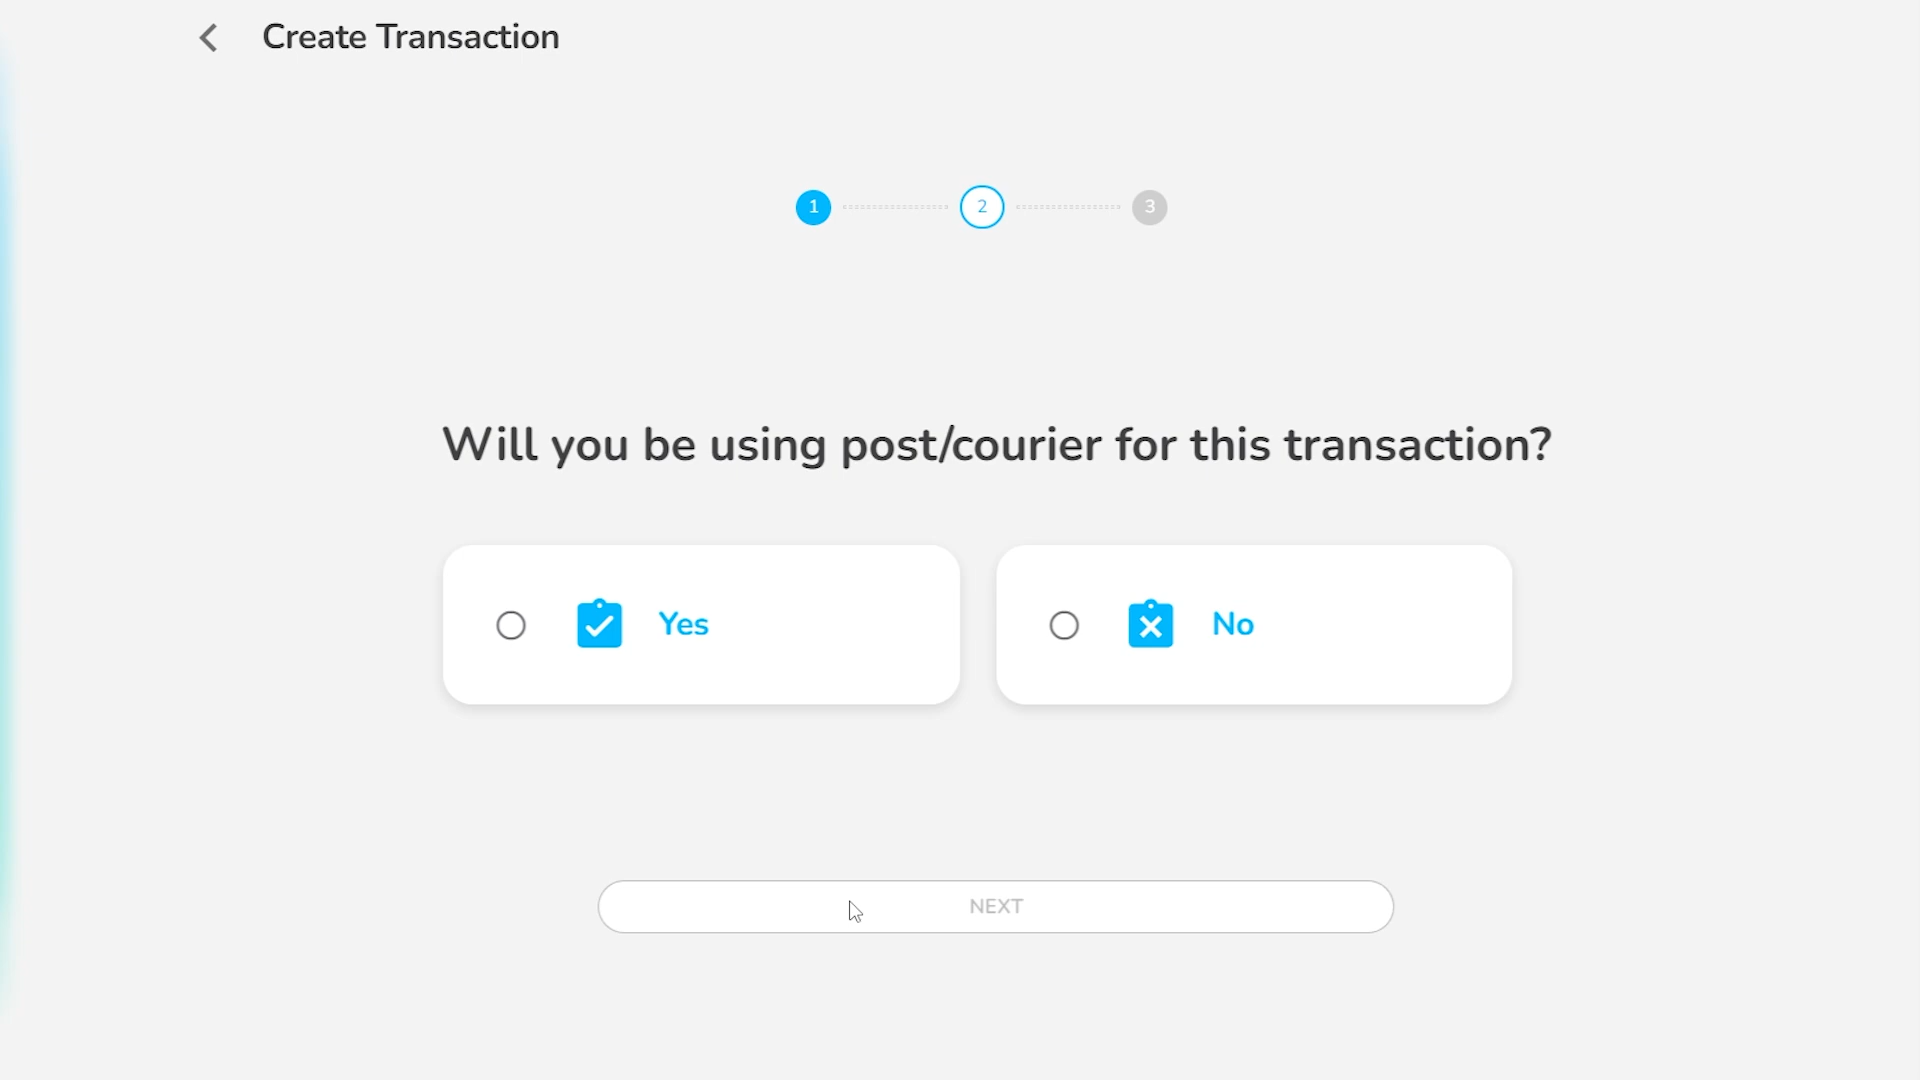 Create Transaction
1 2 3
Will you be using post/courier for this transaction?
Yes No
NEXT